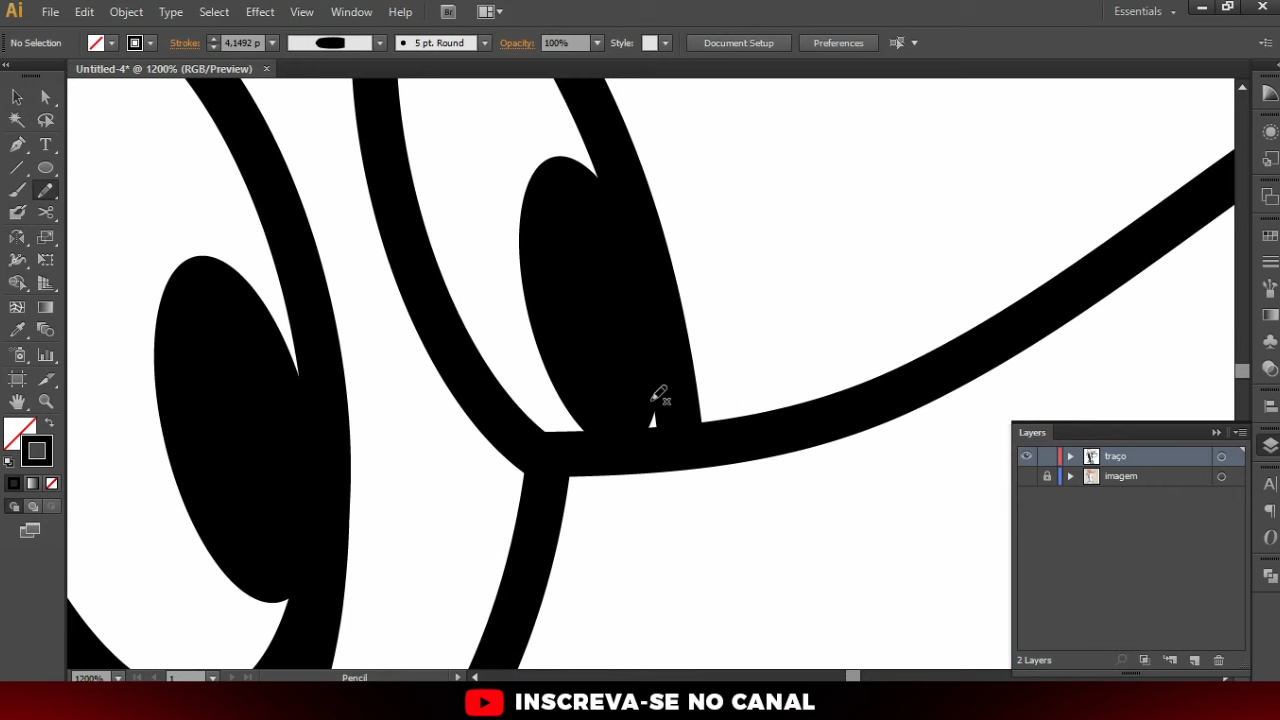 Ai File Edit Object Type Select Effect View Window Help Br Essentials
No Selection Stroke: 4,1492 p 5 pt. Round Opacity: 100% Style: Document Setup Preferences
Untitled-4* @ 1200% (RGB/Preview) ×
Layers
traço
imagem
2 Layers
1200% 1 Pencil
INSCREVA-SE NO CANAL